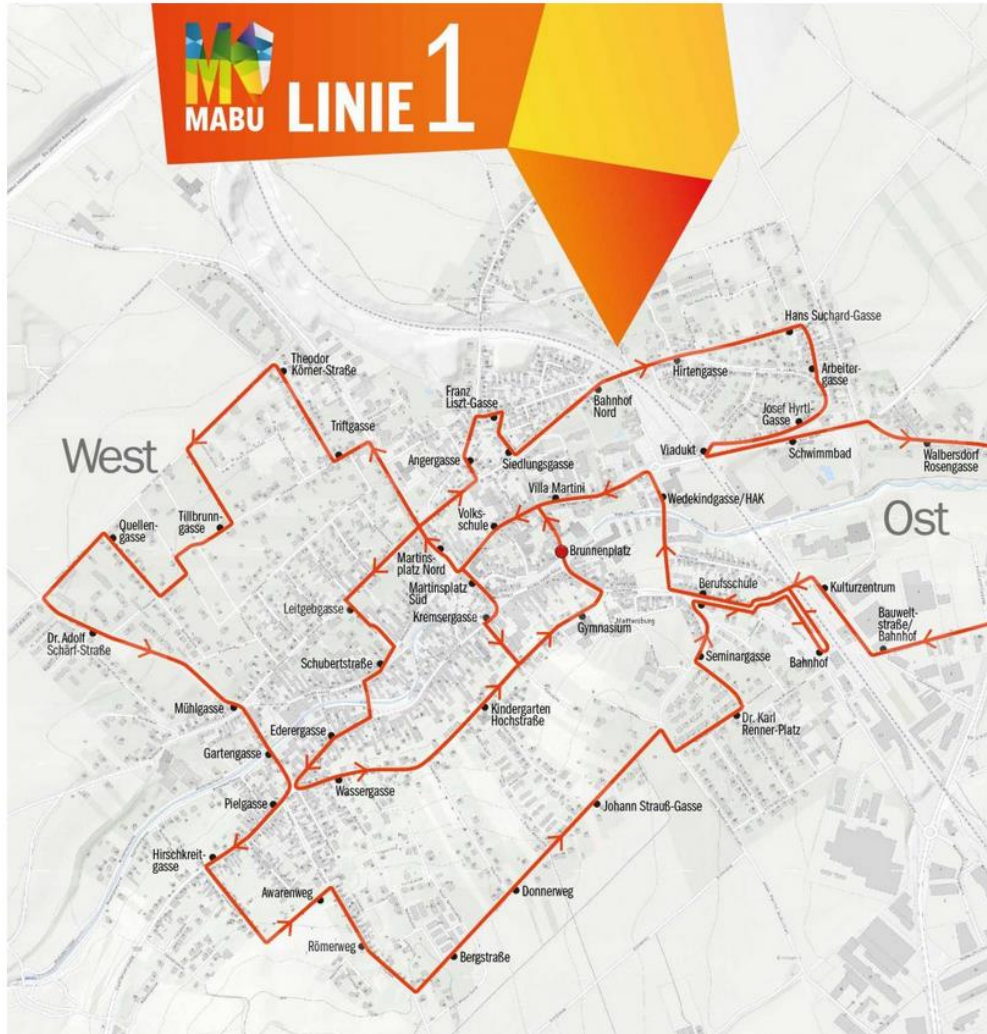 MABU
LINIE 1
Hans Suchard-Gasse
Theodor
Körner-Straße
Hirtengasse
Arbeiter-
gasse
Franz
Liszt-Gasse
Bahnhof
Nord
Josef Hyrtl-
Gasse
Triftgasse
West
Angergasse
Siedlungsgasse
Viadukt
Schwimmbad
Walbersdorf
Rosengasse
Villa Martini
Wedekindgasse/HAK
Quellen-
gasse
Tillbrunn-
gasse
Volks-
schule
Ost
Martins-
platz Nord
Brunnenplatz
Martinsplatz
Süd
Berufsschule
Kulturzentrum
Leitgebgasse
Kremsergasse
Gymnasium
Mattersburg
Bauwelt-
straße/
Bahnhof
Dr. Adolf
Schärf-Straße
Schubertstraße
Seminargasse
Bahnhof
Mühlgasse
Kindergarten
Hochstraße
Dr. Karl
Renner-Platz
Ederergasse
Gartengasse
Wassergasse
Pielgasse
Johann Strauß-Gasse
Hirschkreit-
gasse
Awarenweg
Donnerweg
Römerweg
Bergstraße